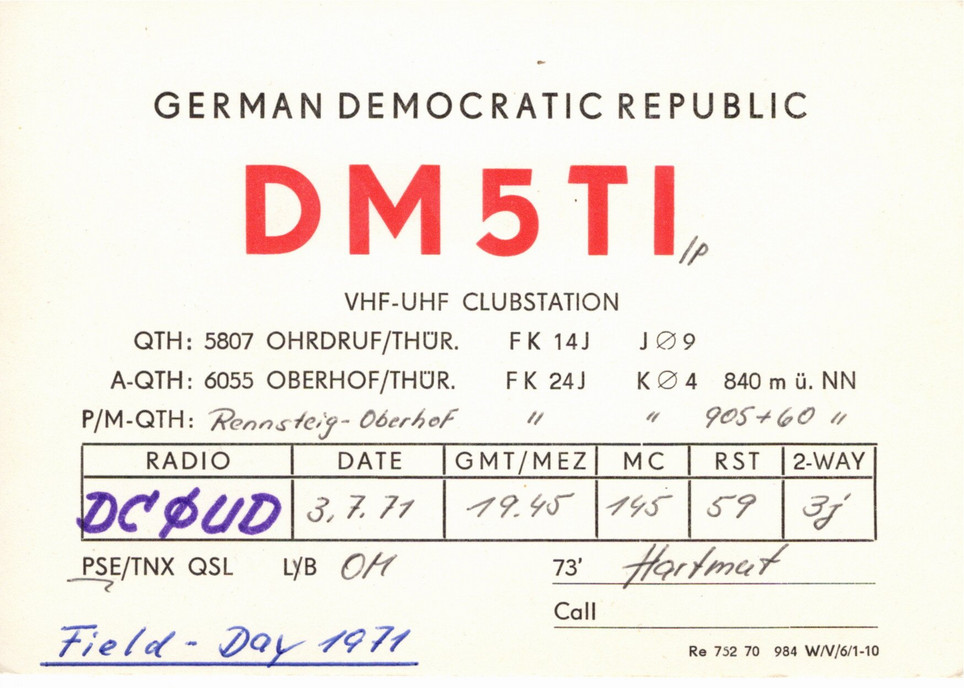 GERMAN DEMOCRATIC REPUBLIC
DM5TI/p
VHF-UHF CLUBSTATION
QTH: 5807 OHRDRUF/THÜR. FK 14J J∅9
A-QTH: 6055 OBERHOF/THÜR. FK 24J K∅4 840 m ü. NN
P/M-QTH: Rennsteig-Oberhof " " 905+60 "
RADIO DATE GMT/MEZ MC RST 2-WAY
DCØUD 3.7.71 19.45 145 59 3j
PSE/TNX QSL LY/B OM 73' Hartmut
Call
Field-Day 1971
Re 752 70 984 W/V/6/1-10